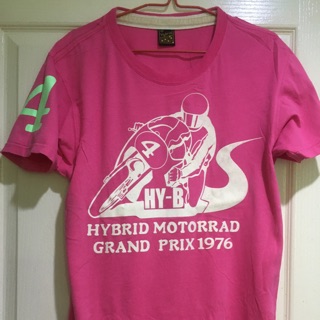 4
4
HY-B
HYBRID MOTORRAD
GRAND PRIX 1976